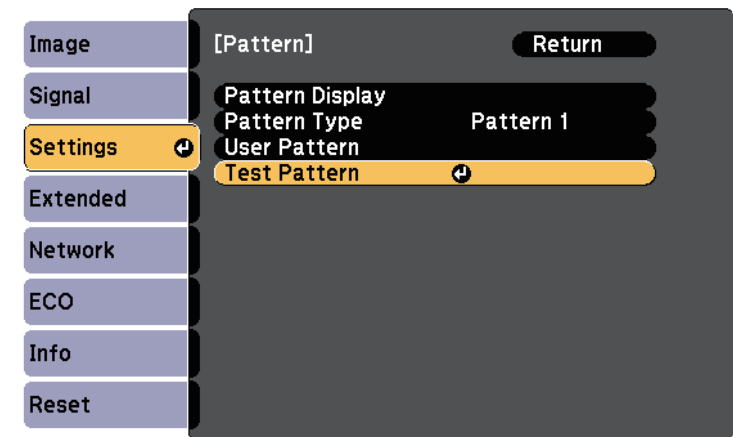 Image
Signal
Settings
Extended
Network
ECO
Info
Reset
[Pattern] Return
Pattern Display
Pattern Type Pattern 1
User Pattern
Test Pattern